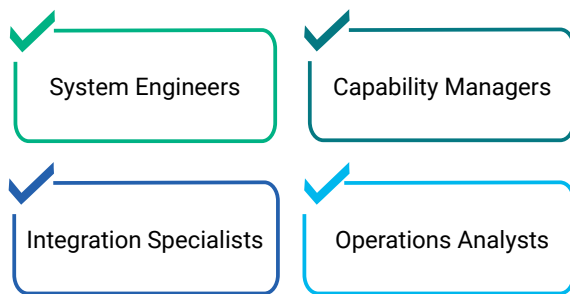 System Engineers
Capability Managers
Integration Specialists
Operations Analysts